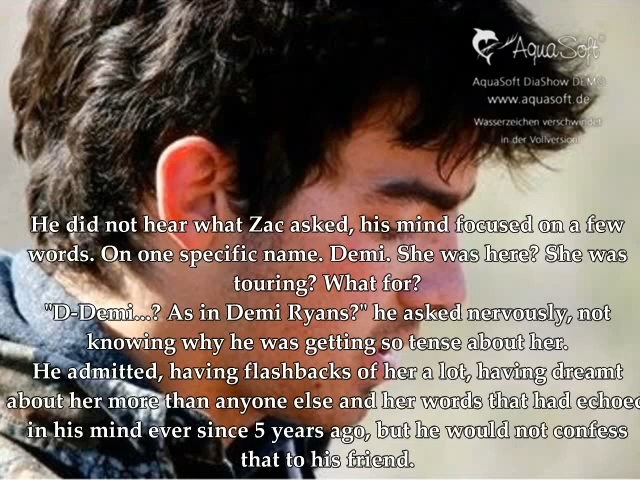 AquaSoft®
AquaSoft DiaShow DEMO
www.aquasoft.de
Wasserzeichen verschwindet
in der Vollversion
He did not hear what Zac asked, his mind focused on a few
words. On one specific name. Demi. She was here? She was
touring? What for?
"D-Demi...? As in Demi Ryans?" he asked nervously, not
knowing why he was getting so tense about her.
He admitted, having flashbacks of her a lot, having dreamt
about her more than anyone else and her words that had echoed
in his mind ever since 5 years ago, but he would not confess
that to his friend.